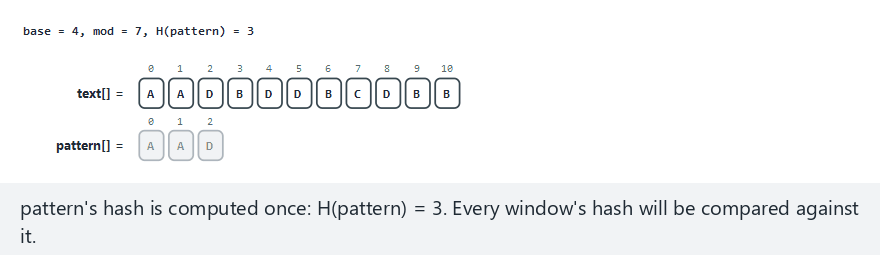 base = 4, mod = 7, H(pattern) = 3
0 1 2 3 4 5 6 7 8 9 10
text[] = A A D B D D B C D B B
0 1 2
pattern[] = A A D
pattern's hash is computed once: H(pattern) = 3. Every window's hash will be compared against
it.